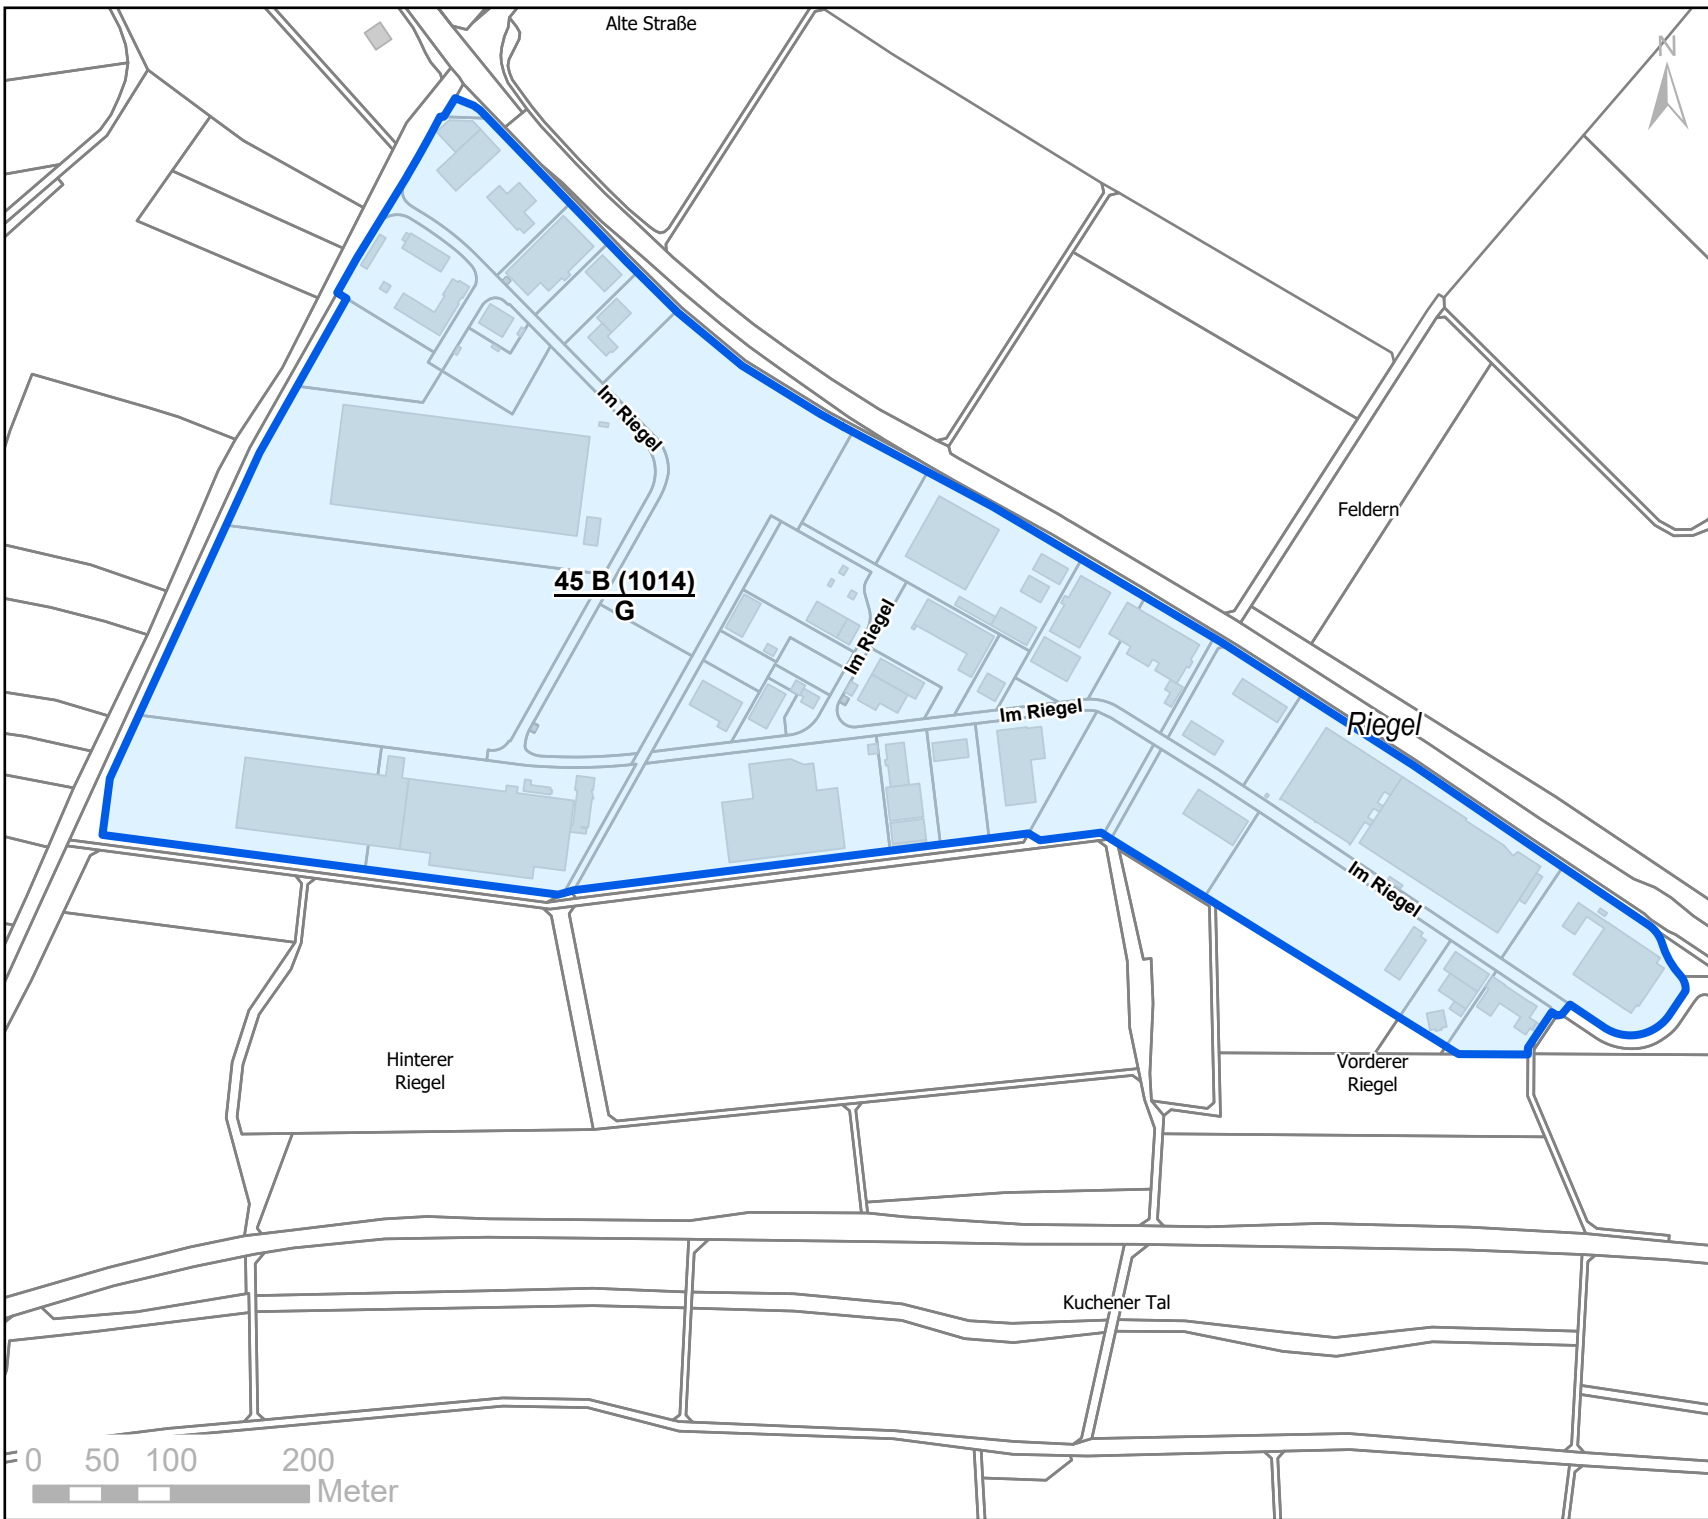 Alte Straße
N
Im Riegel
Feldern
45 B (1014)
G
Im Riegel
Im Riegel
Riegel
Im Riegel
Hinterer
Riegel
Vorderer
Riegel
Kuchener Tal
0 50 100 200
Meter